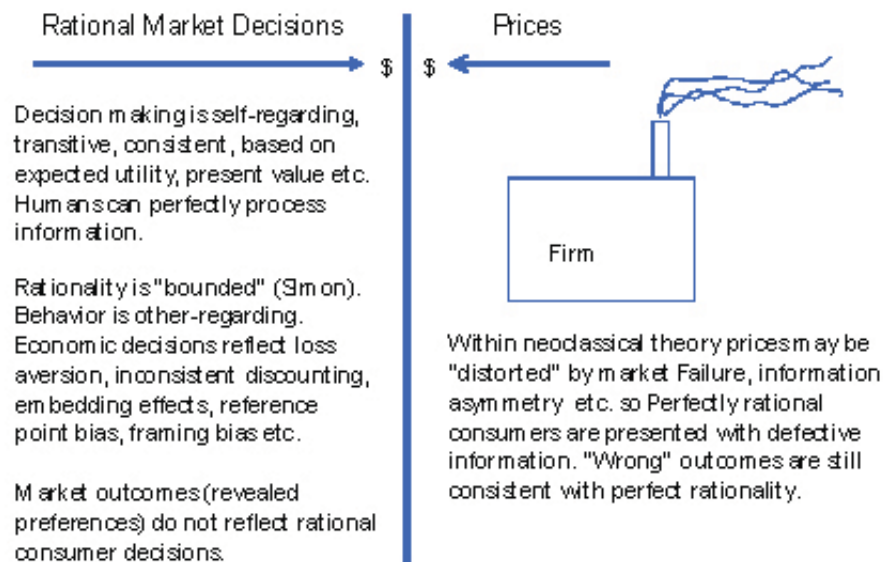 Rational Market Decisions
$
Decision making is self-regarding,
transitive, consistent, based on
expected utility, present value etc.
Humans can perfectly process
information.
Rationality is "bounded" (Simon).
Behavior is other-regarding.
Economic decisions reflect loss
aversion, inconsistent discounting,
embedding effects, reference
point bias, framing bias etc.
Market outcomes (revealed
preferences) do not reflect rational
consumer decisions.
Prices
$
Firm
Within neoclassical theory prices may be
"distorted" by market Failure, information
asymmetry etc. so Perfectly rational
consumers are presented with defective
information. "Wrong" outcomes are still
consistent with perfect rationality.